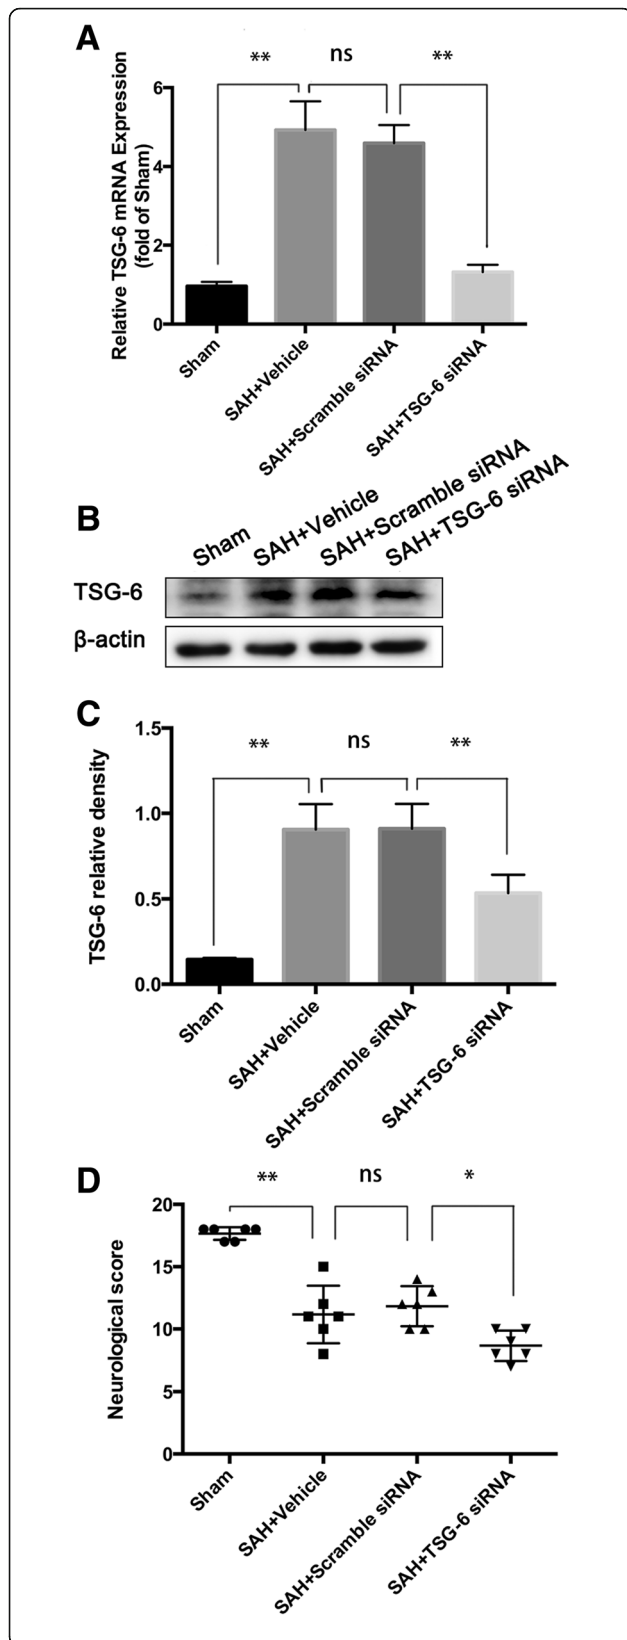 A
** ns **
Relative TSG-6 mRNA Expression
(fold of Sham)
6
4
2
0
Sham
SAH+Vehicle
SAH+Scramble siRNA
SAH+TSG-6 siRNA
B
Sham
SAH+Vehicle
SAH+Scramble siRNA
SAH+TSG-6 siRNA
TSG-6
β-actin
C
** ns **
TSG-6 relative density
1.5
1.0
0.5
0.0
Sham
SAH+Vehicle
SAH+Scramble siRNA
SAH+TSG-6 siRNA
D
** ns *
Neurological score
20
15
10
5
0
Sham
SAH+Vehicle
SAH+Scramble siRNA
SAH+TSG-6 siRNA